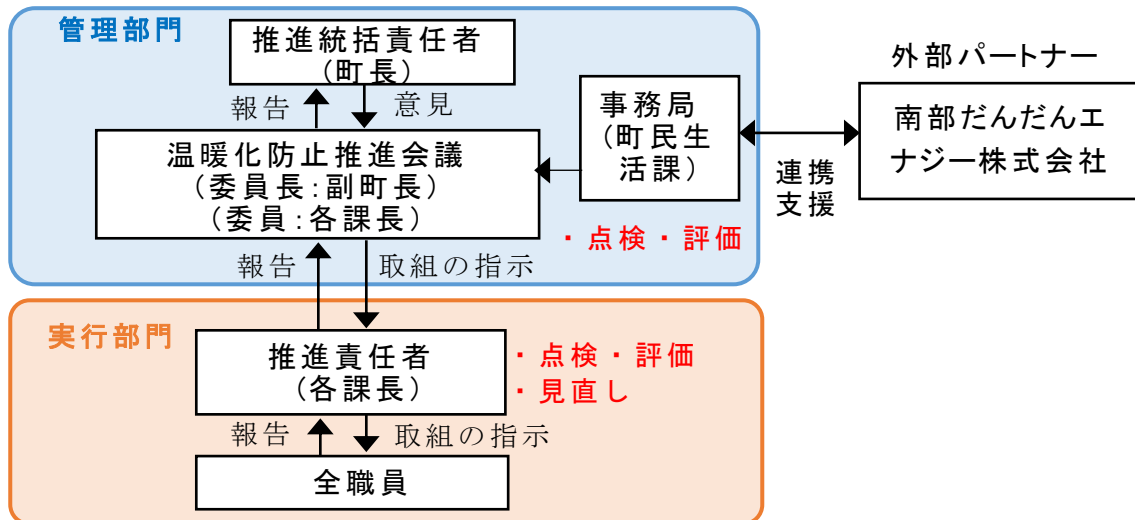 管理部門
推進統括責任者
(町長)
報告
意見
温暖化防止推進会議
(委員長:副町長)
(委員:各課長)
事務局
(町民生
活課)
・点検・評価
連携
支援
外部パートナー
南部だんだんエ
ナジー株式会社
報告
取組の指示
実行部門
推進責任者
(各課長)
・点検・評価
・見直し
報告
取組の指示
全職員